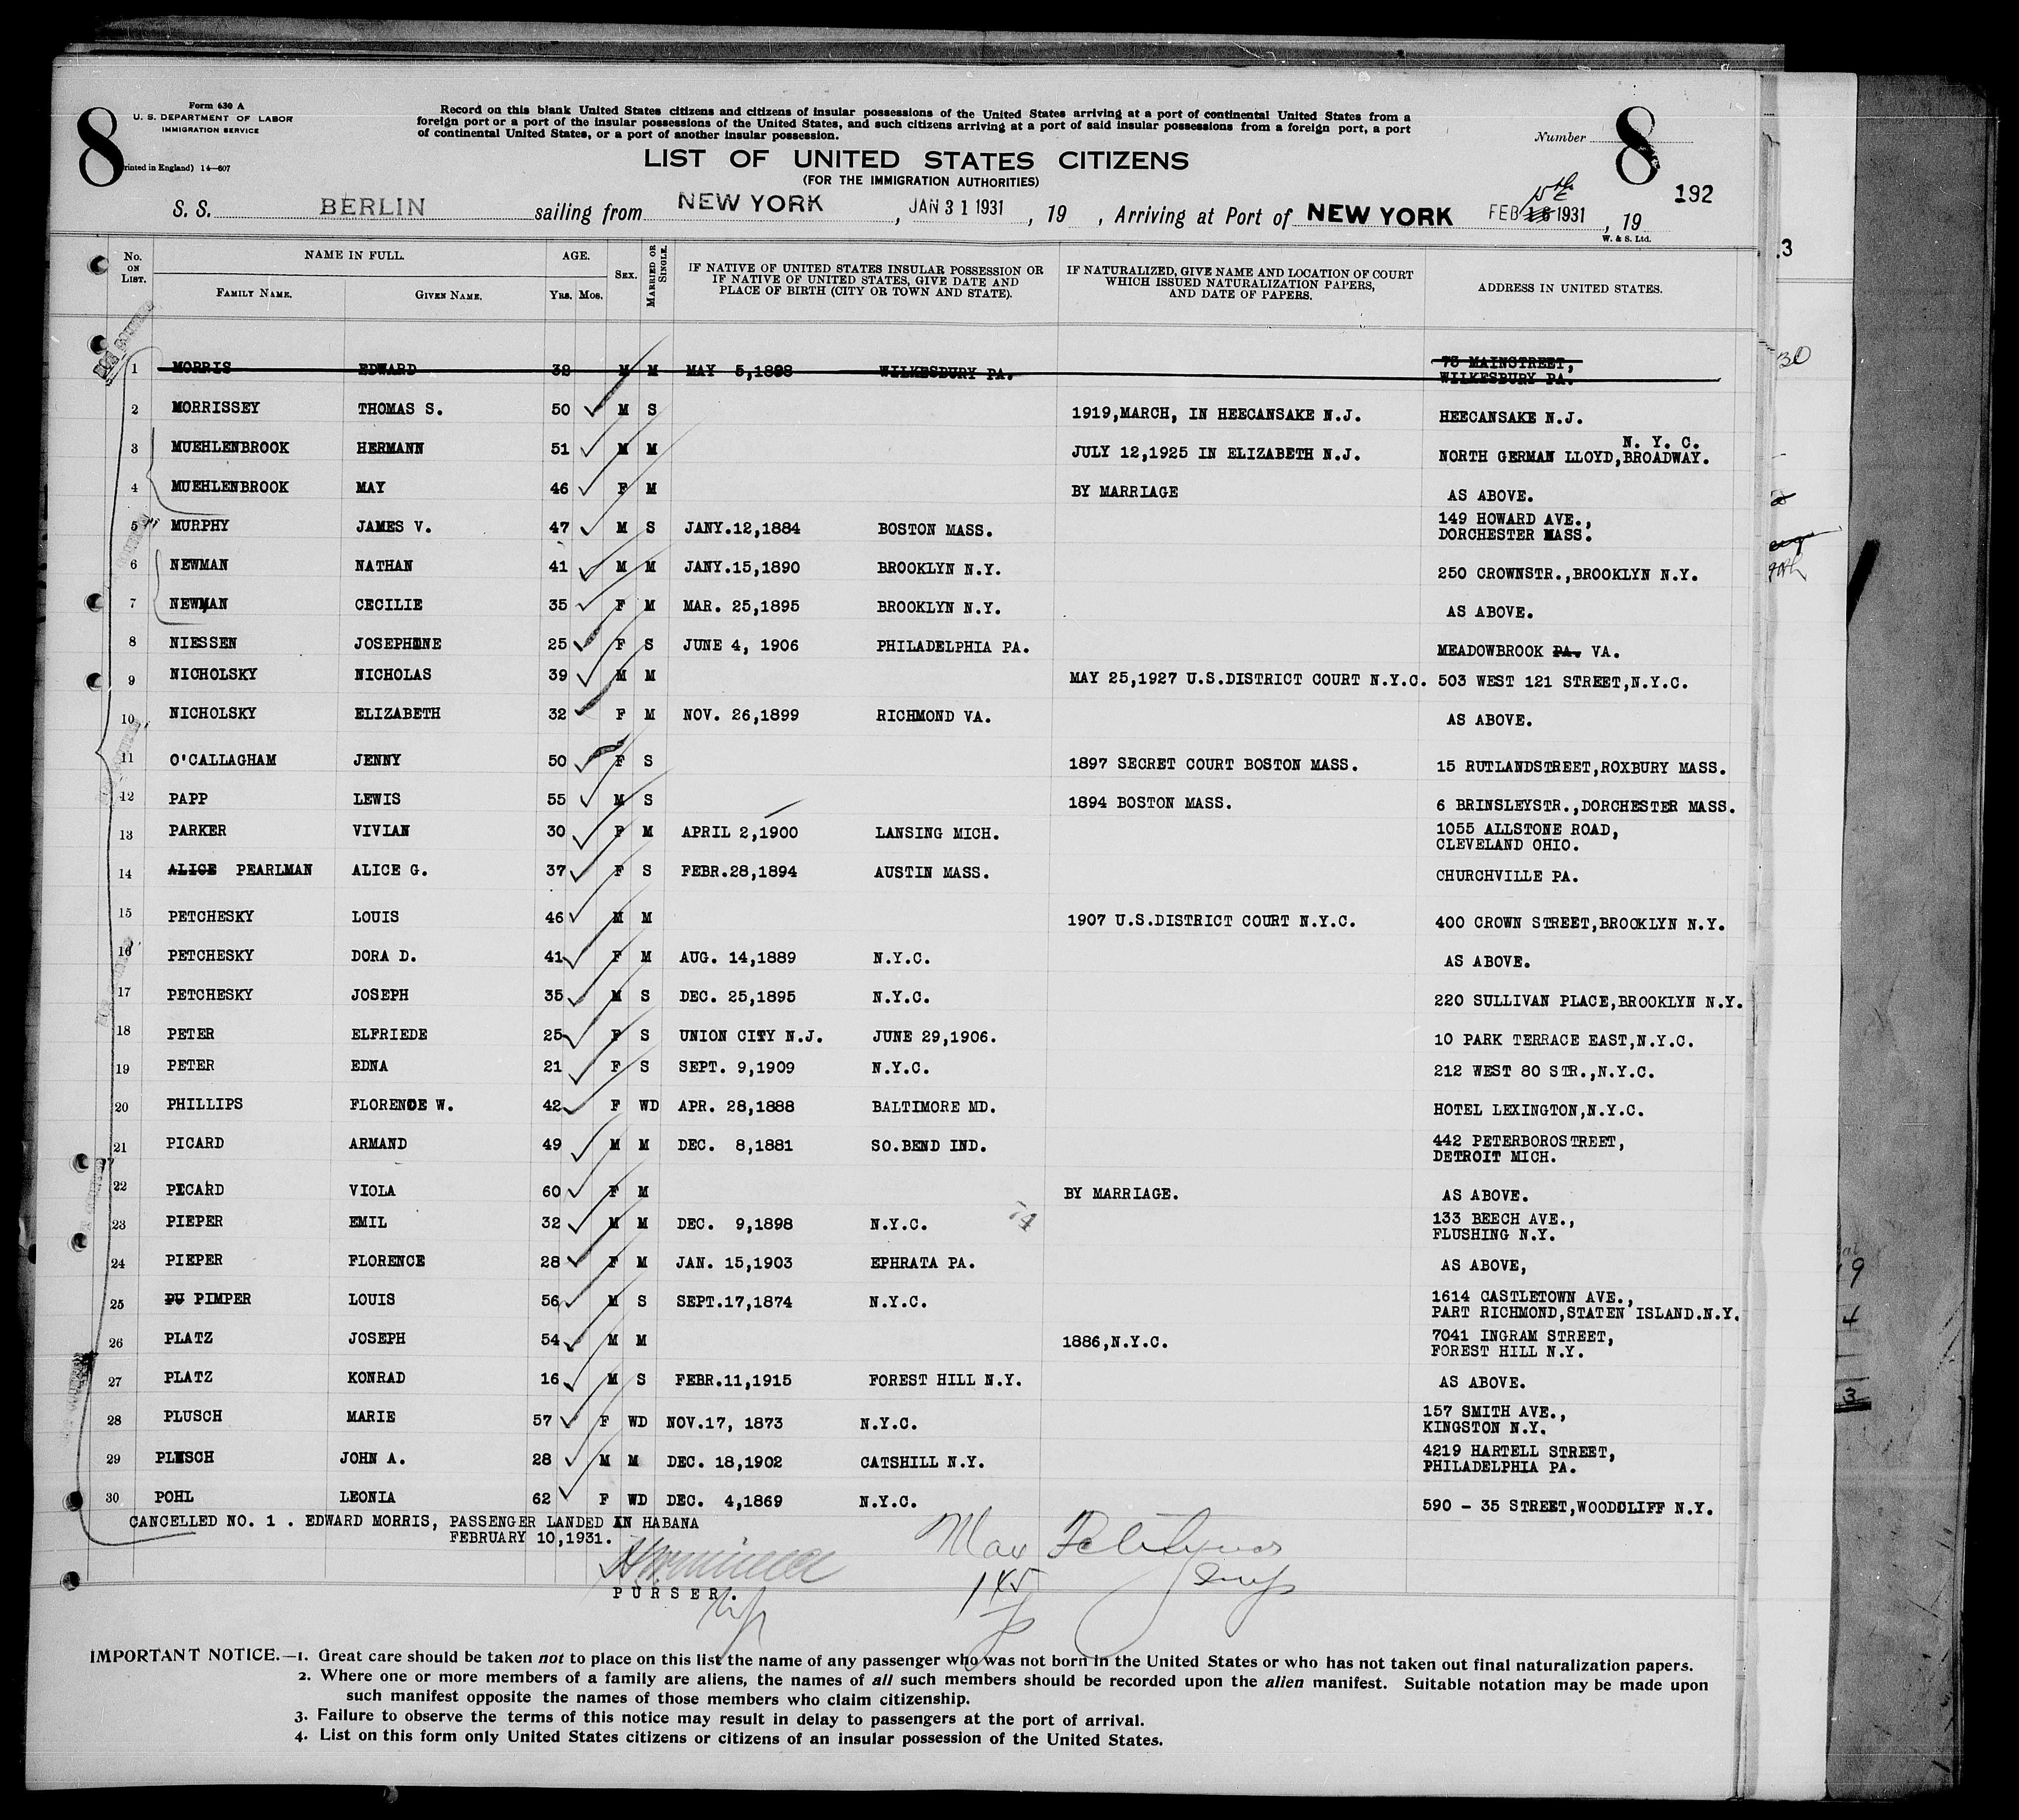 8
Form 630 A
U. S. DEPARTMENT OF LABOR
IMMIGRATION SERVICE
rinted in England) 14—607
Record on this blank United States citizens and citizens of insular possessions of the United States arriving at a port of continental United States from a
foreign port or a port of the insular possessions of the United States, and such citizens arriving at a port of said insular possessions from a foreign port, a port
of continental United States, or a port of another insular possession.
LIST OF UNITED STATES CITIZENS
(FOR THE IMMIGRATION AUTHORITIES)
Number 8
192
S. S. BERLIN sailing from NEW YORK, JAN 31 1931, 19 , Arriving at Port of NEW YORK FEB 16 1931, 19
15th
W. & S. Ltd.
No. ON LIST. NAME IN FULL. FAMILY NAME. GIVEN NAME. AGE. YRS. MOS. SEX. MARRIED OR SINGLE. IF NATIVE OF UNITED STATES INSULAR POSSESSION OR IF NATIVE OF UNITED STATES, GIVE DATE AND PLACE OF BIRTH (CITY OR TOWN AND STATE). IF NATURALIZED, GIVE NAME AND LOCATION OF COURT WHICH ISSUED NATURALIZATION PAPERS, AND DATE OF PAPERS. ADDRESS IN UNITED STATES.
1 MORRIS EDWARD 32 M M MAY 5,1898 WILKESBURY PA. 73 MAINSTREET, WILKESBURY PA.
2 MORRISSEY THOMAS S. 50 M S 1919,MARCH, IN HEECANSAKE N.J. HEECANSAKE N.J.
3 MUEHLENBROOK HERMANN 51 M M JULY 12,1925 IN ELIZABETH N.J. NORTH GERMAN LLOYD,BROADWAY. N. Y. C.
4 MUEHLENBROOK MAY 46 F M BY MARRIAGE AS ABOVE.
5 MURPHY JAMES V. 47 M S JANY.12,1884 BOSTON MASS. 149 HOWARD AVE., DORCHESTER MASS.
6 NEWMAN NATHAN 41 M M JANY.15,1890 BROOKLYN N.Y. 250 CROWNSTR.,BROOKLYN N.Y.
7 NEWMAN CECILIE 35 F M MAR. 25,1895 BROOKLYN N.Y. AS ABOVE.
8 NIESSEN JOSEPHINE 25 F S JUNE 4, 1906 PHILADELPHIA PA. MEADOWBROOK PA. VA.
9 NICHOLSKY NICHOLAS 39 M M MAY 25,1927 U.S.DISTRICT COURT N.Y.C. 503 WEST 121 STREET,N.Y.C.
10 NICHOLSKY ELIZABETH 32 F M NOV. 26,1899 RICHMOND VA. AS ABOVE.
11 O'CALLAGHAM JENNY 50 F S 1897 SECRET COURT BOSTON MASS. 15 RUTLANDSTREET,ROXBURY MASS.
12 PAPP LEWIS 55 M S 1894 BOSTON MASS. 6 BRINSLEYSTR.,DORCHESTER MASS.
13 PARKER VIVIAN 30 F M APRIL 2,1900 LANSING MICH. 1055 ALLSTONE ROAD, CLEVELAND OHIO.
14 ALICE PEARLMAN ALICE G. 37 F S FEBR.28,1894 AUSTIN MASS. CHURCHVILLE PA.
15 PETCHESKY LOUIS 46 M M 1907 U.S.DISTRICT COURT N.Y.C. 400 CROWN STREET,BROOKLYN N.Y.
16 PETCHESKY DORA D. 41 F M AUG. 14,1889 N.Y.C. AS ABOVE.
17 PETCHESKY JOSEPH 35 M S DEC. 25,1895 N.Y.C. 220 SULLIVAN PLACE,BROOKLYN N.Y.
18 PETER ELFRIEDE 25 F S UNION CITY N.J. JUNE 29,1906. 10 PARK TERRACE EAST,N.Y.C.
19 PETER EDNA 21 F S SEPT. 9,1909 N.Y.C. 212 WEST 80 STR.,N.Y.C.
20 PHILLIPS FLORENCE W. 42 F WD APR. 28,1888 BALTIMORE MD. HOTEL LEXINGTON,N.Y.C.
21 PICARD ARMAND 49 M M DEC. 8,1881 SO.BEND IND. 442 PETERBOROSTREET, DETROIT MICH.
22 PICARD VIOLA 60 F M BY MARRIAGE. AS ABOVE.
23 PIEPER EMIL 32 M M DEC. 9,1898 N.Y.C. 133 BEECH AVE., FLUSHING N.Y.
24 PIEPER FLORENCE 28 F M JAN. 15,1903 EPHRATA PA. AS ABOVE,
25 PU PIMPER LOUIS 56 M S SEPT.17,1874 N.Y.C. 1614 CASTLETOWN AVE., PART RICHMOND,STATEN ISLAND.N.Y.
26 PLATZ JOSEPH 54 M M 1886,N.Y.C. 7041 INGRAM STREET, FOREST HILL N.Y.
27 PLATZ KONRAD 16 M S FEBR.11,1915 FOREST HILL N.Y. AS ABOVE.
28 PLUSCH MARIE 57 F WD NOV.17, 1873 N.Y.C. 157 SMITH AVE., KINGSTON N.Y.
29 PLUSCH JOHN A. 28 M M DEC. 18,1902 CATSHILL N.Y. 4219 HARTELL STREET, PHILADELPHIA PA.
30 POHL LEONIA 62 F WD DEC. 4,1869 N.Y.C. 590 - 35 STREET,WOODCLIFF N.Y.
CANCELLED NO. 1 . EDWARD MORRIS, PASSENGER LANDED IN HABANA
FEBRUARY 10,1931.
Max
PURSER.
IMPORTANT NOTICE.—1. Great care should be taken not to place on this list the name of any passenger who was not born in the United States or who has not taken out final naturalization papers.
2. Where one or more members of a family are aliens, the names of all such members should be recorded upon the alien manifest. Suitable notation may be made upon
such manifest opposite the names of those members who claim citizenship.
3. Failure to observe the terms of this notice may result in delay to passengers at the port of arrival.
4. List on this form only United States citizens or citizens of an insular possession of the United States.